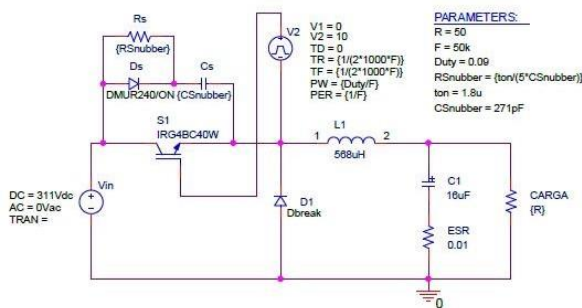 Rs
{RSnubber}
Ds
Cs
DMUR240/ON {CSnubber}
S1
IRG4BC40W
V2
V1 = 0
V2 = 10
TD = 0
TR = {1/(2*1000*F)}
TF = {1/(2*1000*F)}
PW = {Duty/F}
PER = {1/F}
PARAMETERS:
R = 50
F = 50k
Duty = 0.09
RSnubber = {ton/(5*CSnubber)}
ton = 1.8u
CSnubber = 271pF
1
L1
2
568uH
DC = 311Vdc
AC = 0Vac
TRAN =
Vin
D1
Dbreak
C1
16uF
ESR
0.01
CARGA
{R}
0